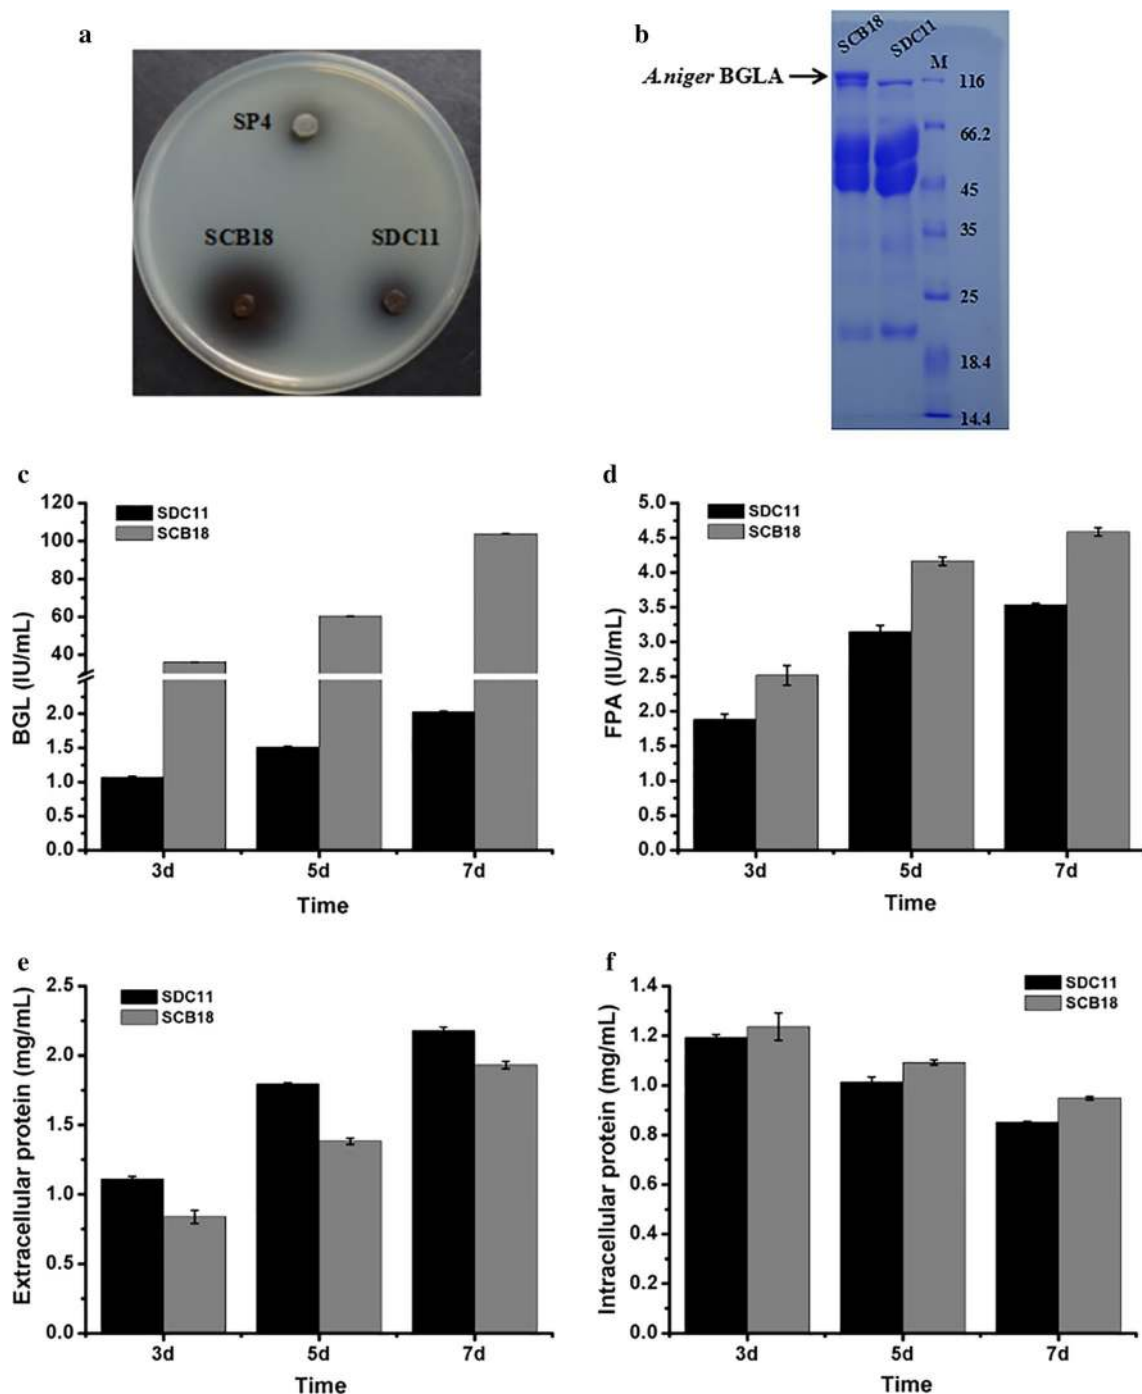 a
SP4
SCB18
SDC11
b
SCB18
SDC11
M
A.niger BGLA
116
66.2
45
35
25
18.4
14.4
c
SDC11
SCB18
BGL (IU/mL)
120
100
80
60
40
2.0
1.5
1.0
0.5
0.0
3d 5d 7d
Time
d
SDC11
SCB18
FPA (IU/mL)
5.0
4.5
4.0
3.5
3.0
2.5
2.0
1.5
1.0
0.5
0.0
3d 5d 7d
Time
e
SDC11
SCB18
Extracellular protein (mg/mL)
2.5
2.0
1.5
1.0
0.5
0.0
3d 5d 7d
Time
f
SDC11
SCB18
Intracellular protein (mg/mL)
1.4
1.2
1.0
0.8
0.6
0.4
0.2
0.0
3d 5d 7d
Time